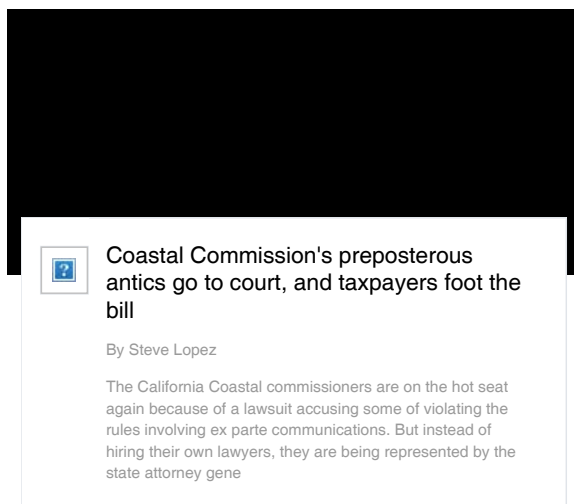 Coastal Commission's preposterous
antics go to court, and taxpayers foot the
bill
By Steve Lopez
The California Coastal commissioners are on the hot seat
again because of a lawsuit accusing some of violating the
rules involving ex parte communications. But instead of
hiring their own lawyers, they are being represented by the
state attorney gene